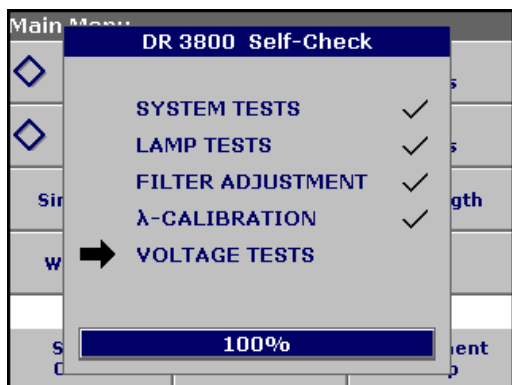 Main Menu
DR 3800 Self-Check
SYSTEM TESTS
LAMP TESTS
FILTER ADJUSTMENT
λ-CALIBRATION
VOLTAGE TESTS
100%